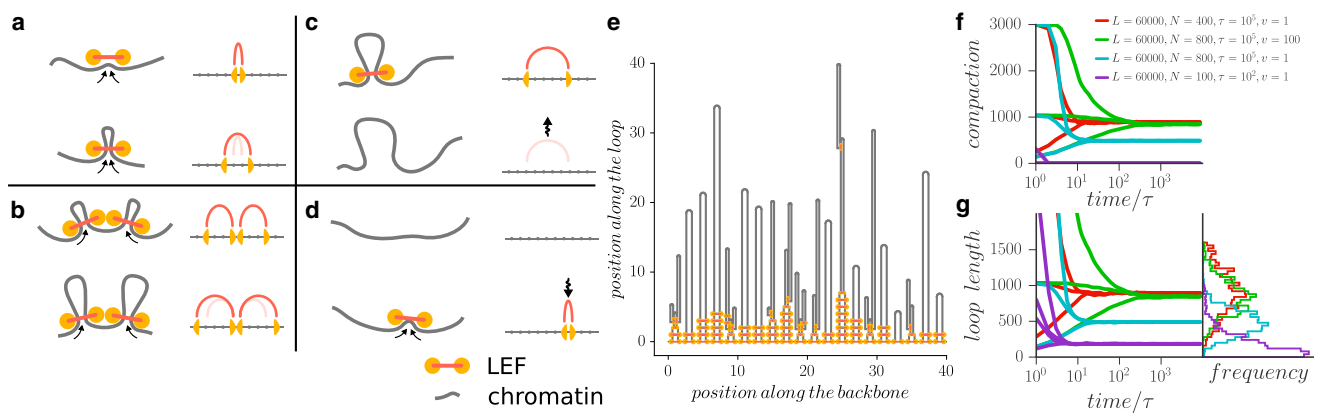 a
c
b
d
LEF
chromatin
e
position along the loop
40
30
20
10
0
0 10 20 30 40
position along the backbone
f
compaction
3000
2000
1000
0
L = 60000, N = 400, τ = 10⁵, v = 1
L = 60000, N = 800, τ = 10⁵, v = 100
L = 60000, N = 800, τ = 10⁵, v = 1
L = 60000, N = 100, τ = 10², v = 1
10⁰ 10¹ 10² 10³
time/τ
g
loop length
1500
1000
500
0
10⁰ 10¹ 10² 10³
time/τ
frequency